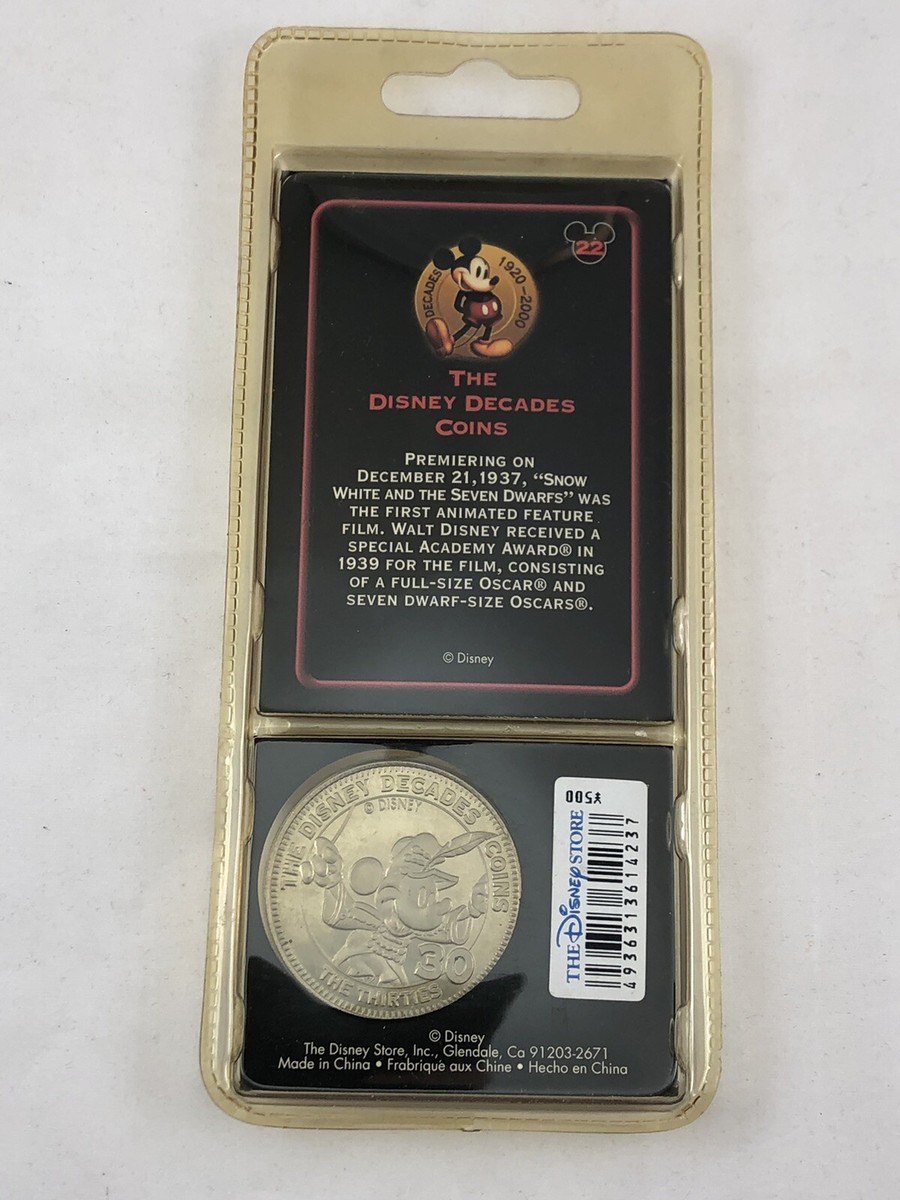 DECADES 1920-2000
22
THE
DISNEY DECADES
COINS
PREMIERING ON
DECEMBER 21,1937, “SNOW
WHITE AND THE SEVEN DWARFS” WAS
THE FIRST ANIMATED FEATURE
FILM. WALT DISNEY RECEIVED A
SPECIAL ACADEMY AWARD® IN
1939 FOR THE FILM, CONSISTING
OF A FULL-SIZE OSCAR® AND
SEVEN DWARF-SIZE OSCARS®.
© Disney
THE DISNEY DECADES COINS
© DISNEY
30
THE THIRTIES
THE DISNEY STORE
4936313614237
¥500
© Disney
The Disney Store, Inc., Glendale, Ca 91203-2671
Made in China • Frabriqué aux Chine • Hecho en China